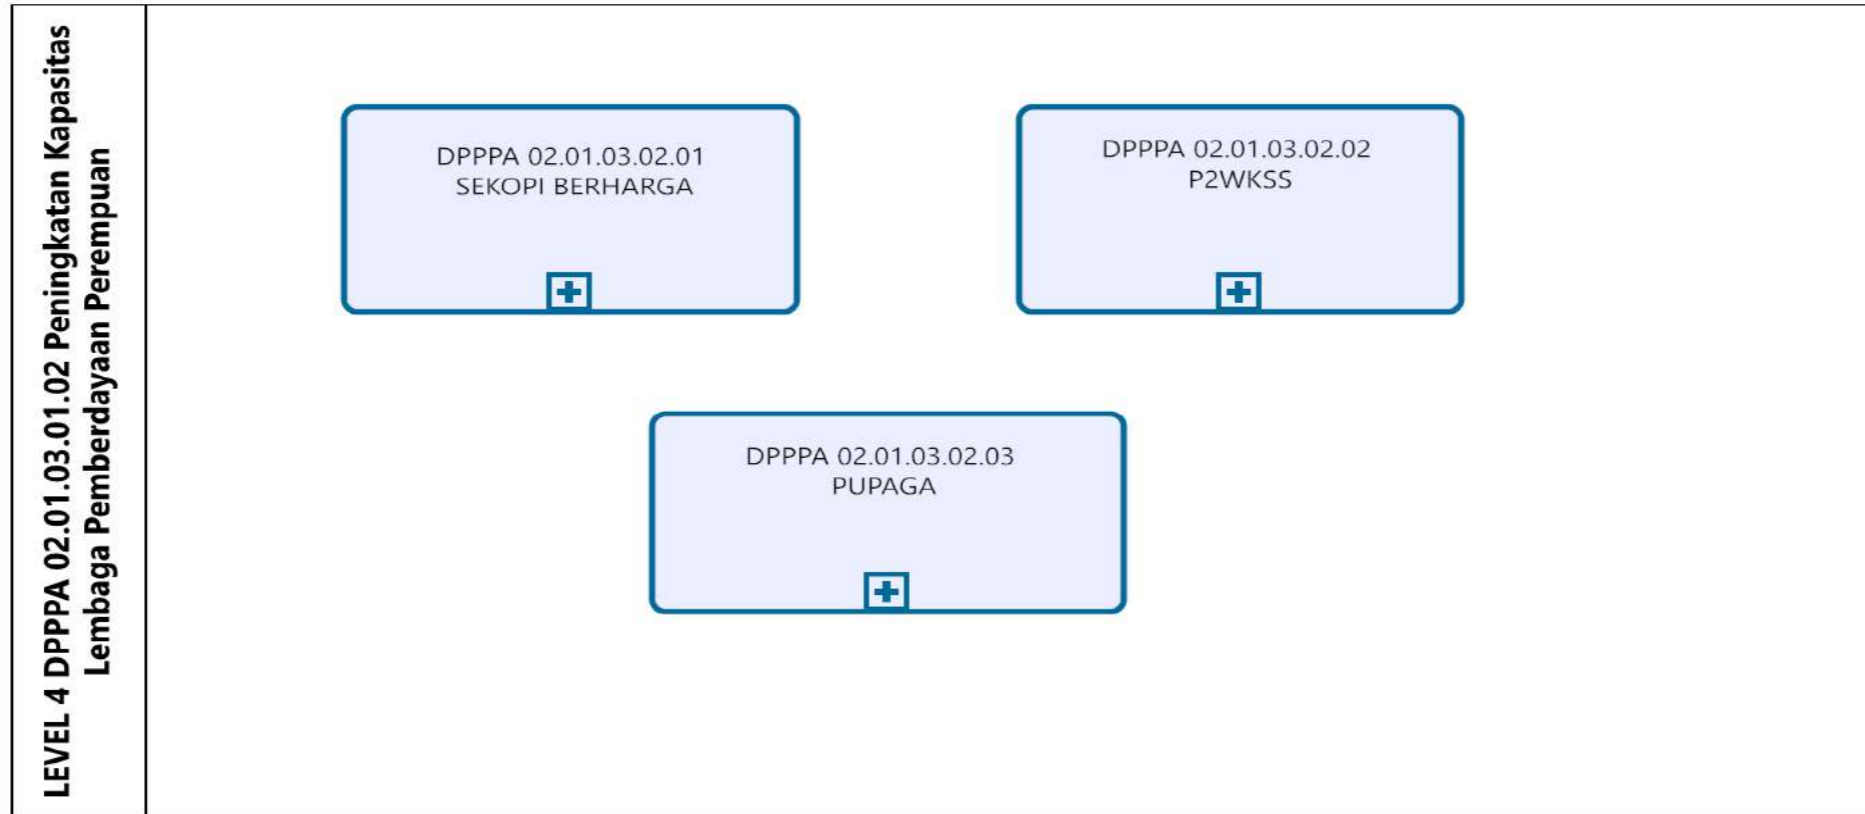 LEVEL 4 DPPPA 02.01.03.01.02 Peningkatan Kapasitas
Lembaga Pemberdayaan Perempuan
DPPPA 02.01.03.02.01
SEKOPI BERHARGA
DPPPA 02.01.03.02.02
P2WKSS
DPPPA 02.01.03.02.03
PUPAGA